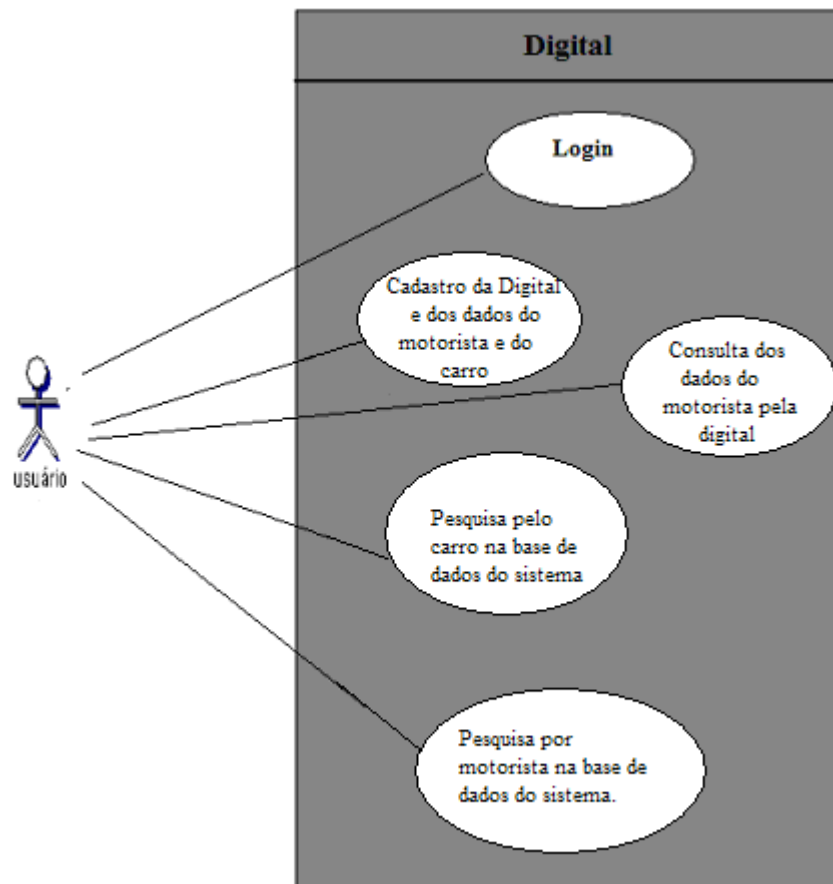 Digital
Login
Cadastro da Digital
e dos dados do
motorista e do
carro
Consulta dos
dados do
motorista pela
digital
usuário
Pesquisa pelo
carro na base de
dados do sistema
Pesquisa por
motorista na base de
dados do sistema.